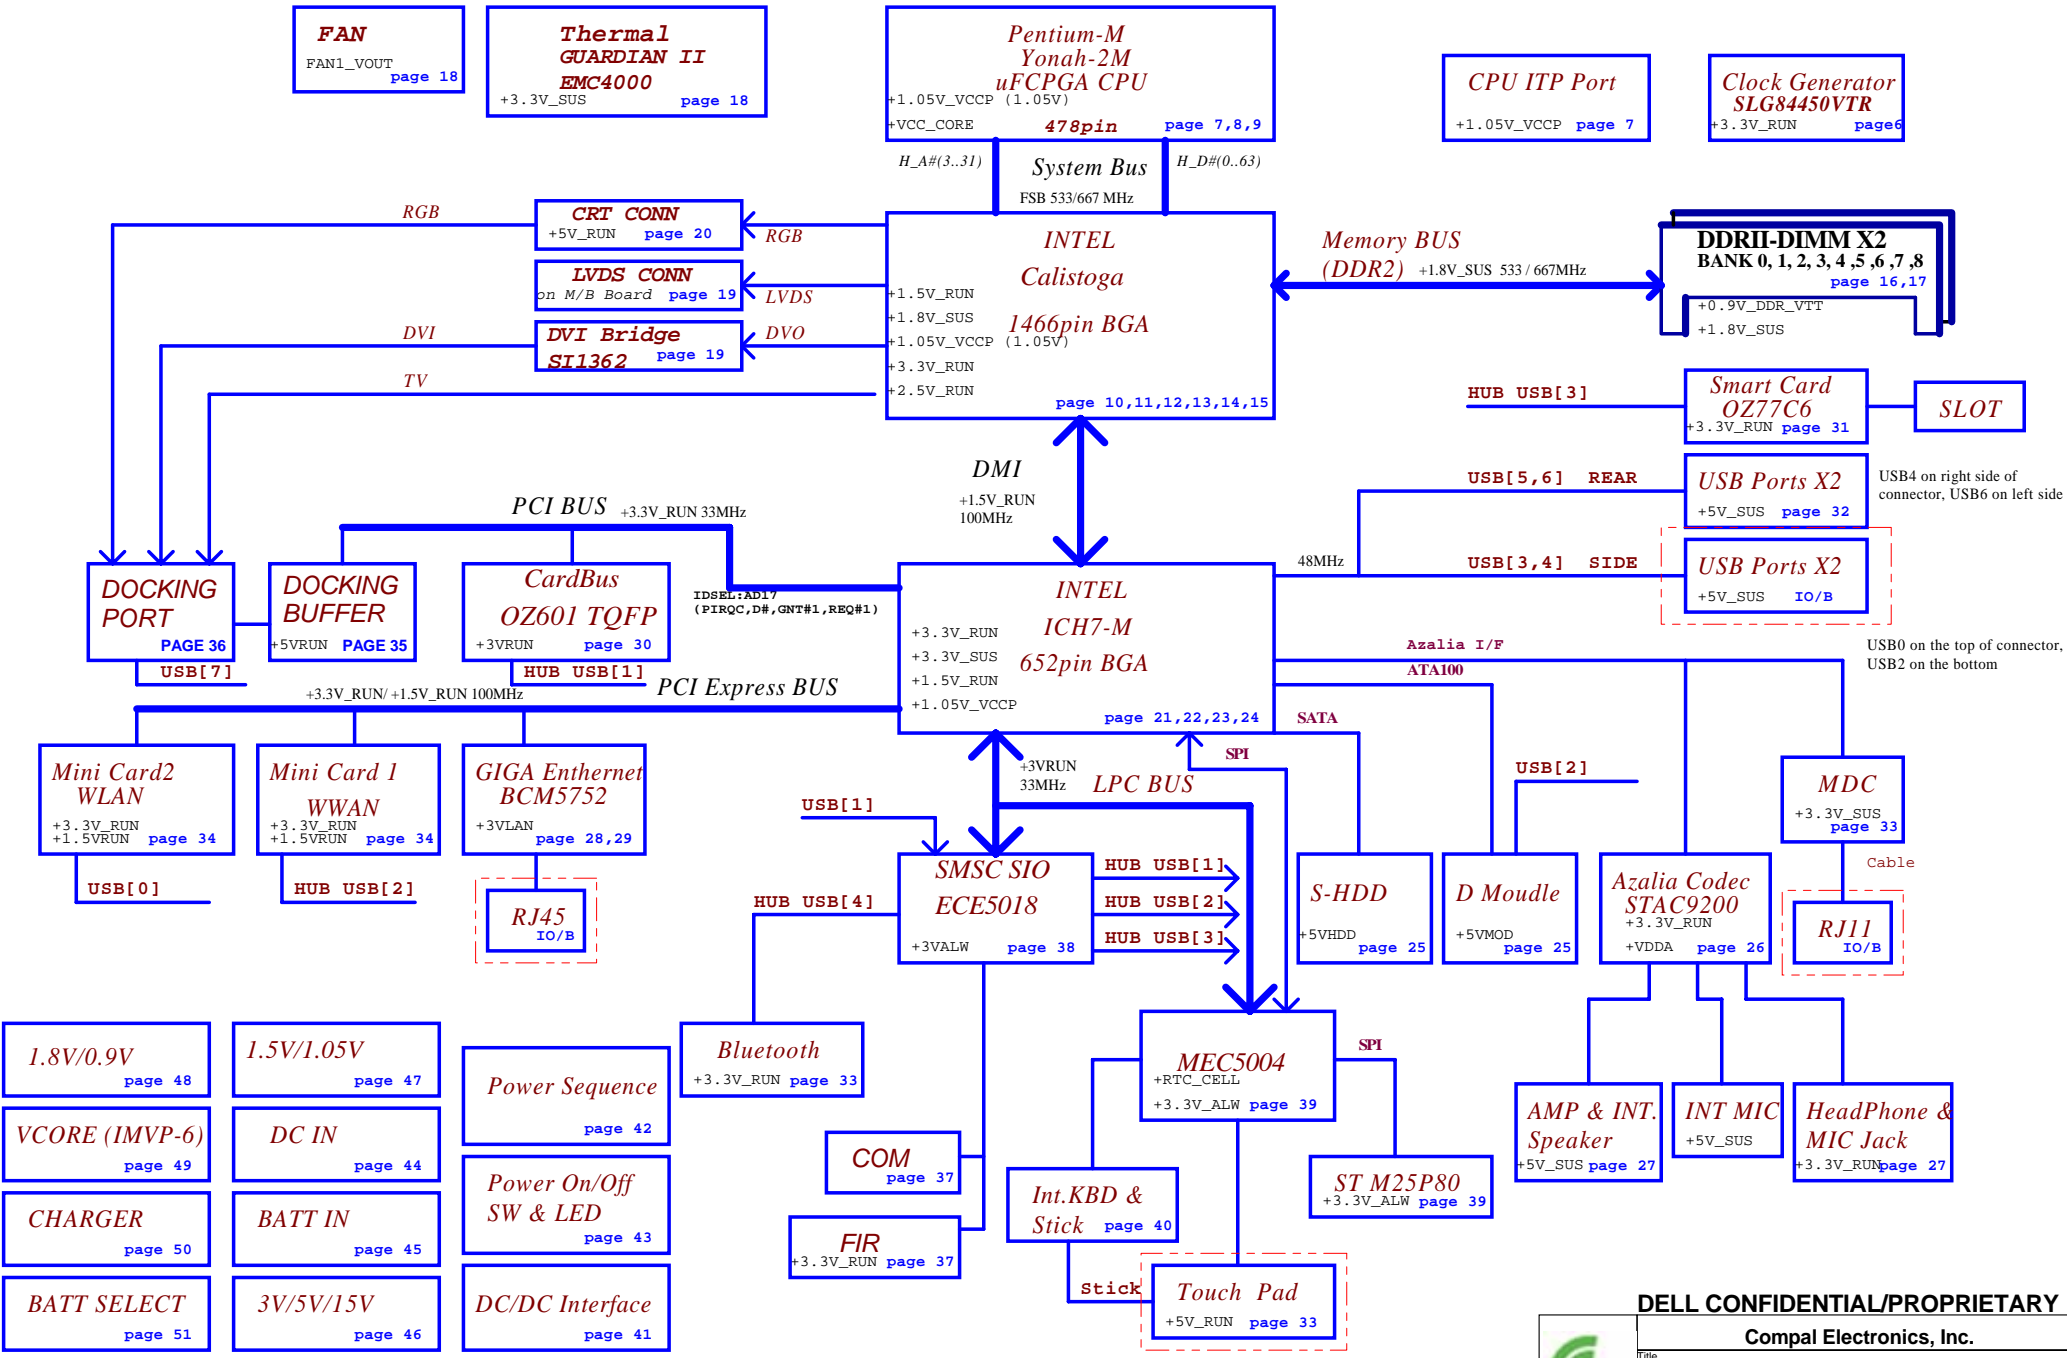 FAN
FAN1_VOUT
page 18
Thermal
GUARDIAN II
EMC4000
+3.3V_SUS
page 18
Pentium-M
Yonah-2M
uFCPGA CPU
+1.05V_VCCP (1.05V)
+VCC_CORE
478pin
page 7,8,9
CPU ITP Port
+1.05V_VCCP page 7
Clock Generator
SLG84450VTR
+3.3V_RUN
page6
H_A#(3..31)
System Bus
H_D#(0..63)
FSB 533/667 MHz
RGB
CRT CONN
+5V_RUN page 20
RGB
LVDS CONN
on M/B Board page 19
LVDS
DVI
DVI Bridge
SI1362
page 19
DVO
TV
INTEL
Calistoga
+1.5V_RUN
+1.8V_SUS
1466pin BGA
+1.05V_VCCP (1.05V)
+3.3V_RUN
+2.5V_RUN
page 10,11,12,13,14,15
Memory BUS
(DDR2) +1.8V_SUS 533 / 667MHz
DDRII-DIMM X2
BANK 0, 1, 2, 3, 4 ,5 ,6 ,7 ,8
page 16,17
+0.9V_DDR_VTT
+1.8V_SUS
HUB USB[3]
Smart Card
OZ77C6
+3.3V_RUN page 31
SLOT
DMI
+1.5V_RUN
100MHz
USB[5,6] REAR
USB Ports X2
+5V_SUS page 32
USB4 on right side of
connector, USB6 on left side
48MHz
USB[3,4] SIDE
USB Ports X2
+5V_SUS IO/B
USB0 on the top of connector,
USB2 on the bottom
PCI BUS +3.3V_RUN 33MHz
DOCKING
PORT
PAGE 36
USB[7]
DOCKING
BUFFER
+5VRUN PAGE 35
CardBus
OZ601 TQFP
+3VRUN page 30
HUB USB[1]
IDSEL:AD17
(PIRQC,D#,GNT#1,REQ#1)
INTEL
ICH7-M
652pin BGA
+3.3V_RUN
+3.3V_SUS
+1.5V_RUN
+1.05V_VCCP
page 21,22,23,24
Azalia I/F
ATA100
SATA
SPI
+3.3V_RUN/ +1.5V_RUN 100MHz
PCI Express BUS
Mini Card2
WLAN
+3.3V_RUN
+1.5VRUN page 34
USB[0]
Mini Card 1
WWAN
+3.3V_RUN
+1.5VRUN page 34
HUB USB[2]
GIGA Enthernet
BCM5752
+3VLAN
page 28,29
RJ45
IO/B
+3VRUN
33MHz
LPC BUS
USB[1]
USB[2]
MDC
+3.3V_SUS
page 33
Cable
RJ11
IO/B
HUB USB[4]
SMSC SIO
ECE5018
+3VALW page 38
HUB USB[1]
HUB USB[2]
HUB USB[3]
S-HDD
+5VHDD
page 25
D Moudle
+5VMOD
page 25
Azalia Codec
STAC9200
+3.3V_RUN
+VDDA page 26
1.8V/0.9V
page 48
1.5V/1.05V
page 47
Power Sequence
page 42
Bluetooth
+3.3V_RUN page 33
MEC5004
+RTC_CELL
+3.3V_ALW page 39
SPI
AMP & INT.
Speaker
+5V_SUS page 27
INT MIC
+5V_SUS
HeadPhone &
MIC Jack
+3.3V_RUN page 27
VCORE (IMVP-6)
page 49
DC IN
page 44
COM
page 37
Power On/Off
SW & LED
page 43
Int.KBD &
Stick page 40
ST M25P80
+3.3V_ALW page 39
CHARGER
page 50
BATT IN
page 45
FIR
+3.3V_RUN page 37
BATT SELECT
page 51
3V/5V/15V
page 46
DC/DC Interface
page 41
Stick
Touch Pad
+5V_RUN page 33
DELL CONFIDENTIAL/PROPRIETARY
Compal Electronics, Inc.
Title